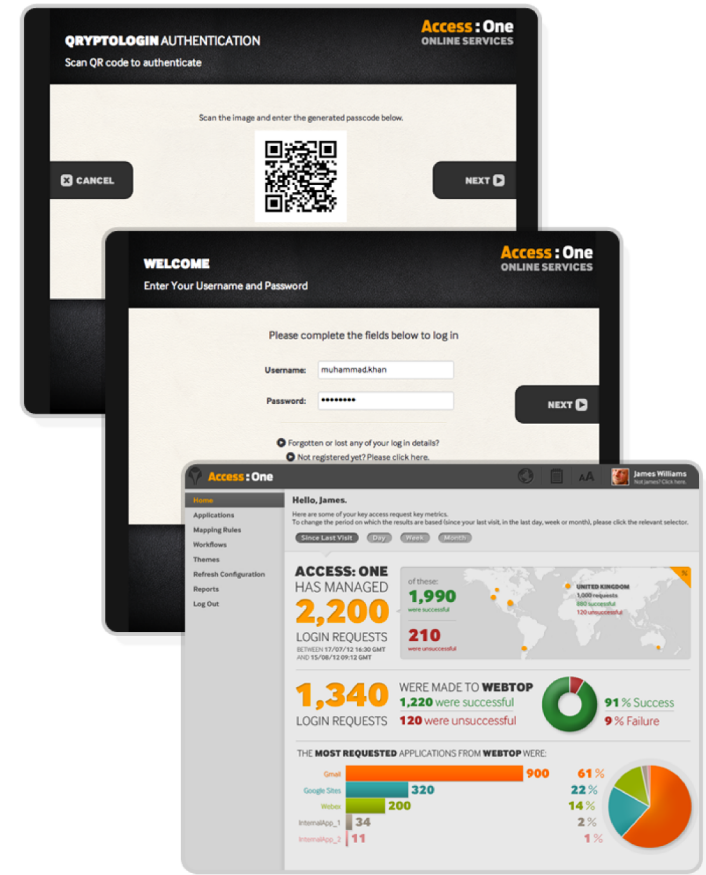 QRYPTOLOGIN AUTHENTICATION
Scan QR code to authenticate
Access : One
ONLINE SERVICES
Scan the image and enter the generated passcode below.
CANCEL
NEXT
WELCOME
Enter Your Username and Password
Access : One
ONLINE SERVICES
Please complete the fields below to log in
Username: muhammad.khan
Password: ••••••••
NEXT
Forgotten or lost any of your log in details?
Not registered yet? Please click here.
Access : One
AA
James Williams
Not James? Click here.
Home
Applications
Mapping Rules
Workflows
Themes
Refresh Configuration
Reports
Log Out
Hello, James.
Here are some of your key access request key metrics.
To change the period on which the results are based (since your last visit, in the last day, week or month), please click the relevant selector.
Since Last Visit Day Week Month
ACCESS: ONE
HAS MANAGED
2,200
LOGIN REQUESTS
BETWEEN 17/07/12 16:30 GMT
AND 15/08/12 09:12 GMT
of these:
1,990
were successful
210
were unsuccessful
%
UNITED KINGDOM
1,000 requests
880 successful
120 unsuccessful
1,340
LOGIN REQUESTS
WERE MADE TO WEBTOP
1,220 were successful
120 were unsuccessful
91 % Success
9 % Failure
THE MOST REQUESTED APPLICATIONS FROM WEBTOP WERE:
Gmail 900 61 %
Google Sites 320 22 %
Webex 200 14 %
InternalApp_1 34 2 %
InternalApp_2 11 1 %